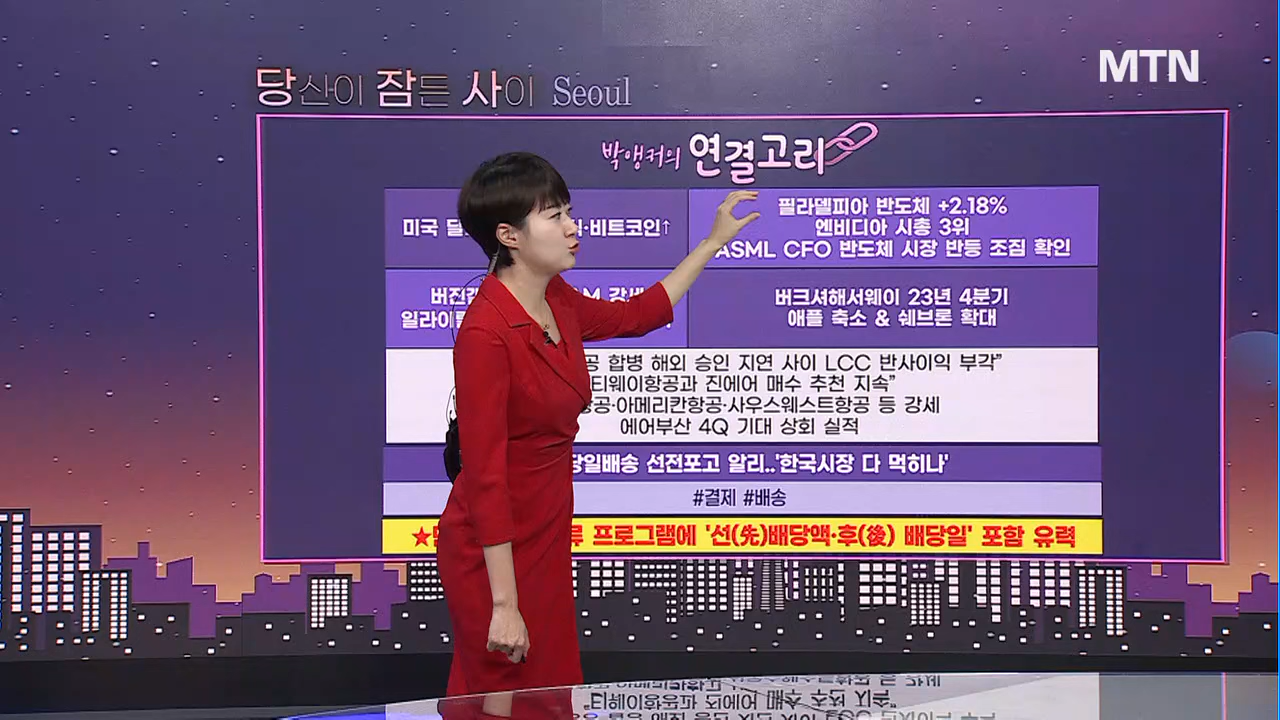 MTN
당산이 잠든 사이 Seoul
박앵커의 연결고리
미국 ·비트코인↑
필라델피아 반도체 +2.18%
엔비디아 시총 3위
ASML CFO 반도체 시장 반등 조짐 확인
강세
버크셔해서웨이 23년 4분기
애플 축소 & 쉐브론 확대
합병 해외 승인 지연 사이 LCC 반사이익 부각"
티웨이항공과 진에어 매수 추천 지속"
항공·아메리칸항공·사우스웨스트항공 등 강세
에어부산 4Q 기대 상회 실적
당일배송 선전포고 알리..'한국시장 다 먹히나'
#결제 #배송
프로그램에 '선(先)배당액·후(後) 배당일' 포함 유력